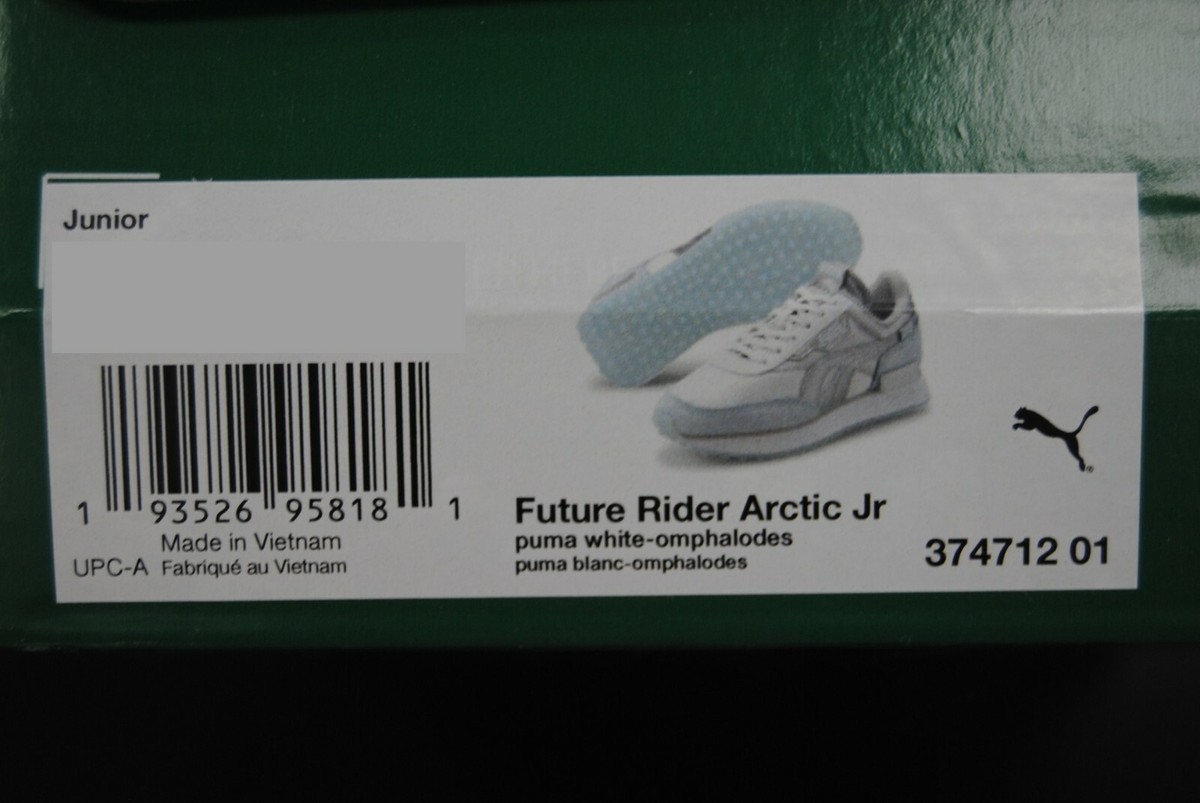 Junior
1 93526 95818 1
Made in Vietnam
UPC-A Fabriqué au Vietnam
Future Rider Arctic Jr
puma white-omphalodes
puma blanc-omphalodes
374712 01